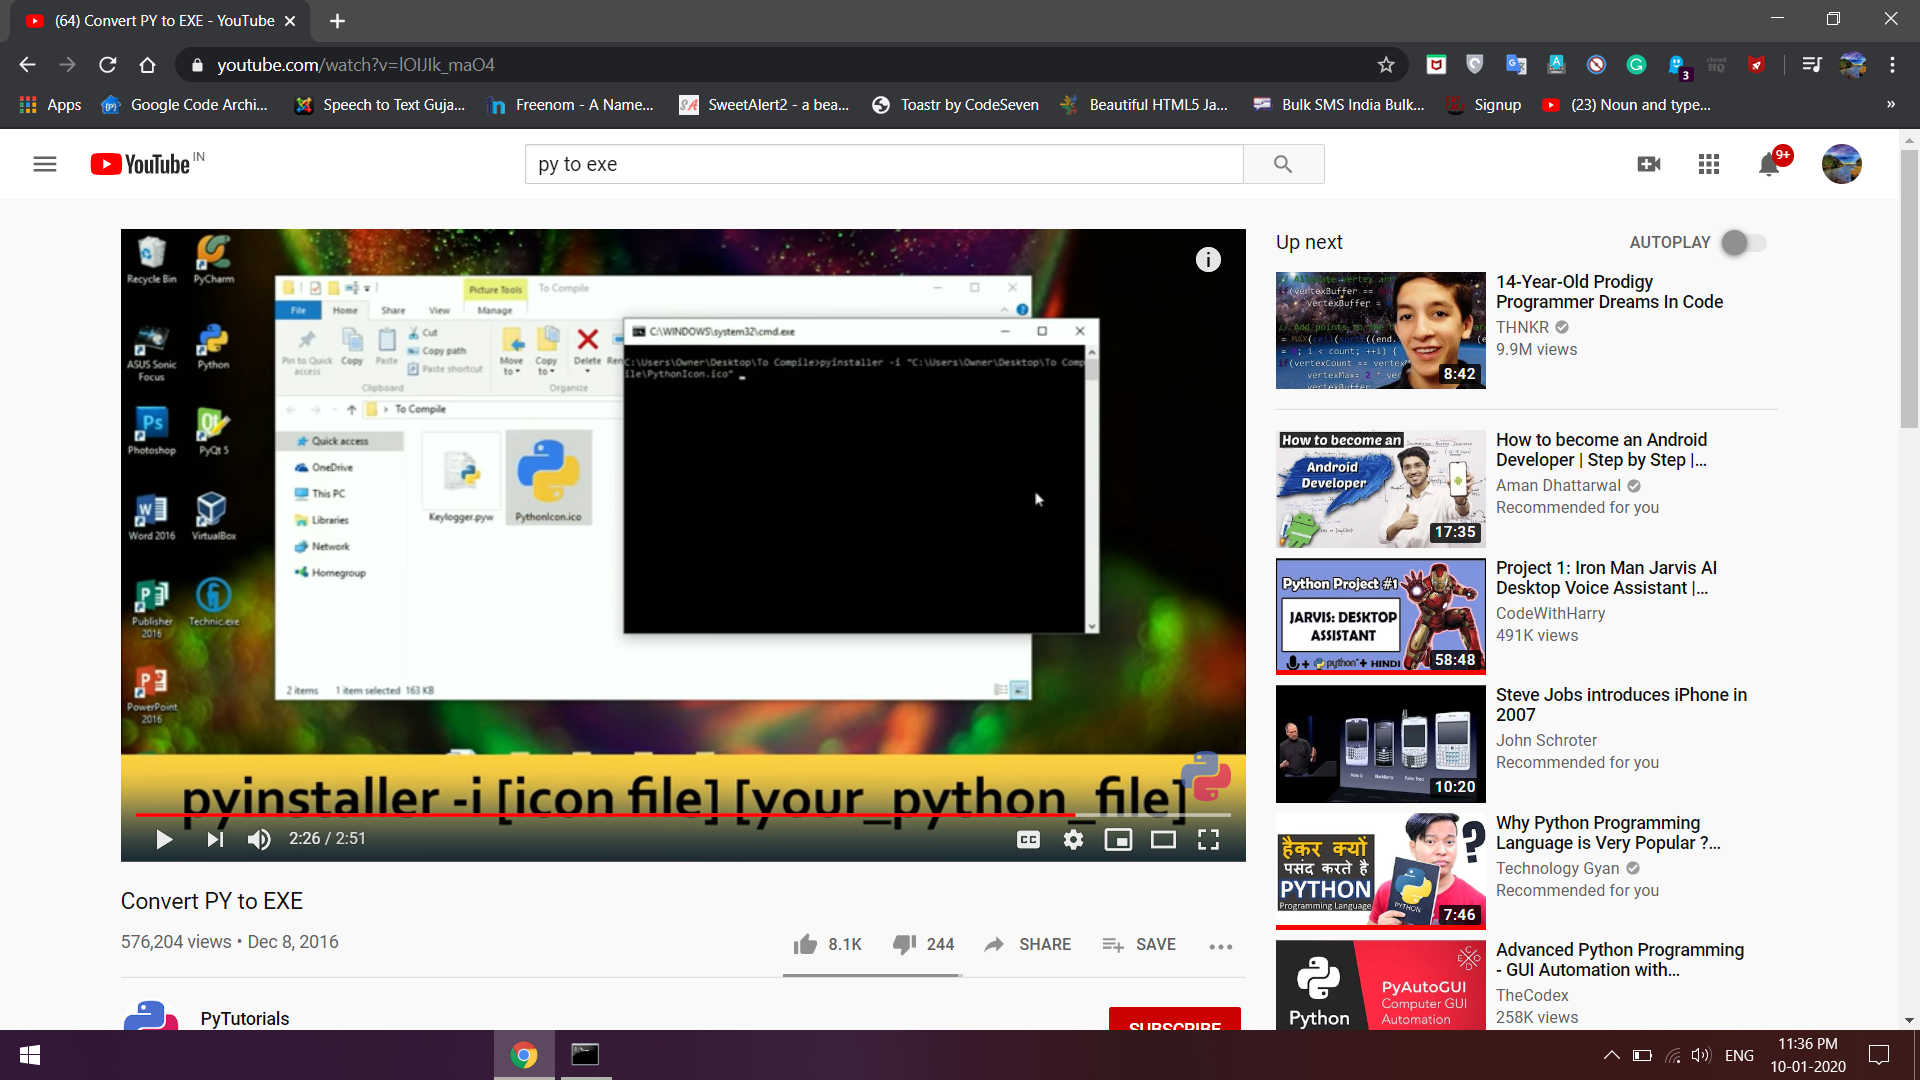 (64) Convert PY to EXE - YouTube
youtube.com/watch?v=lOIJIk_maO4
3
cloud HQ
Apps
Google Code Archi...
Speech to Text Guja...
Freenom - A Name...
SweetAlert2 - a bea...
Toastr by CodeSeven
Beautiful HTML5 Ja...
Bulk SMS India Bulk...
Signup
(23) Noun and type...
»
YouTube IN
py to exe
9+
Recycle Bin
PyCharm
ASUS Sonic Focus
Python
Photoshop
PyQt 5
Word 2016
VirtualBox
Publisher 2016
Technic.exe
PowerPoint 2016
Picture Tools
To Compile
File
Home
Share
View
Manage
Pin to Quick access
Copy
Paste
Cut
Copy path
Paste shortcut
Move to
Copy to
Delete
Clipboard
Organize
To Compile
Quick access
OneDrive
This PC
Libraries
Network
Homegroup
Keylogger.pyw
PythonIcon.ico
2 items
1 item selected 163 KB
C:\WINDOWS\system32\cmd.exe
C:\Users\Owner\Desktop\To Compile>pyinstaller -i "C:\Users\Owner\Desktop\To Comp
ile\PythonIcon.ico"
pyinstaller -i [icon file] [your_python_file]
2:26 / 2:51
CC
Convert PY to EXE
576,204 views • Dec 8, 2016
8.1K
244
SHARE
SAVE
PyTutorials
SUBSCRIBE
Up next
AUTOPLAY
8:42
14-Year-Old Prodigy
Programmer Dreams In Code
THNKR
9.9M views
How to become an
Android
Developer
17:35
How to become an Android
Developer | Step by Step |...
Aman Dhattarwal
Recommended for you
Python Project #1
JARVIS: DESKTOP
ASSISTANT
+ python + HINDI
58:48
Project 1: Iron Man Jarvis AI
Desktop Voice Assistant |...
CodeWithHarry
491K views
10:20
Steve Jobs introduces iPhone in
2007
John Schroter
Recommended for you
हैकर क्यों
पसंद करते है
PYTHON
Programming Language
PYTHON
7:46
Why Python Programming
Language is Very Popular ?...
Technology Gyan
Recommended for you
Python
PyAutoGUI
Computer GUI
Automation
Advanced Python Programming
- GUI Automation with...
TheCodex
258K views
ENG
11:36 PM
10-01-2020